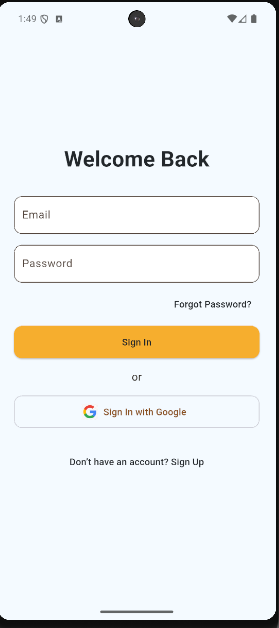 1:49
Welcome Back
Email
Password
Forgot Password?
Sign In
or
Sign In with Google
Don't have an account? Sign Up